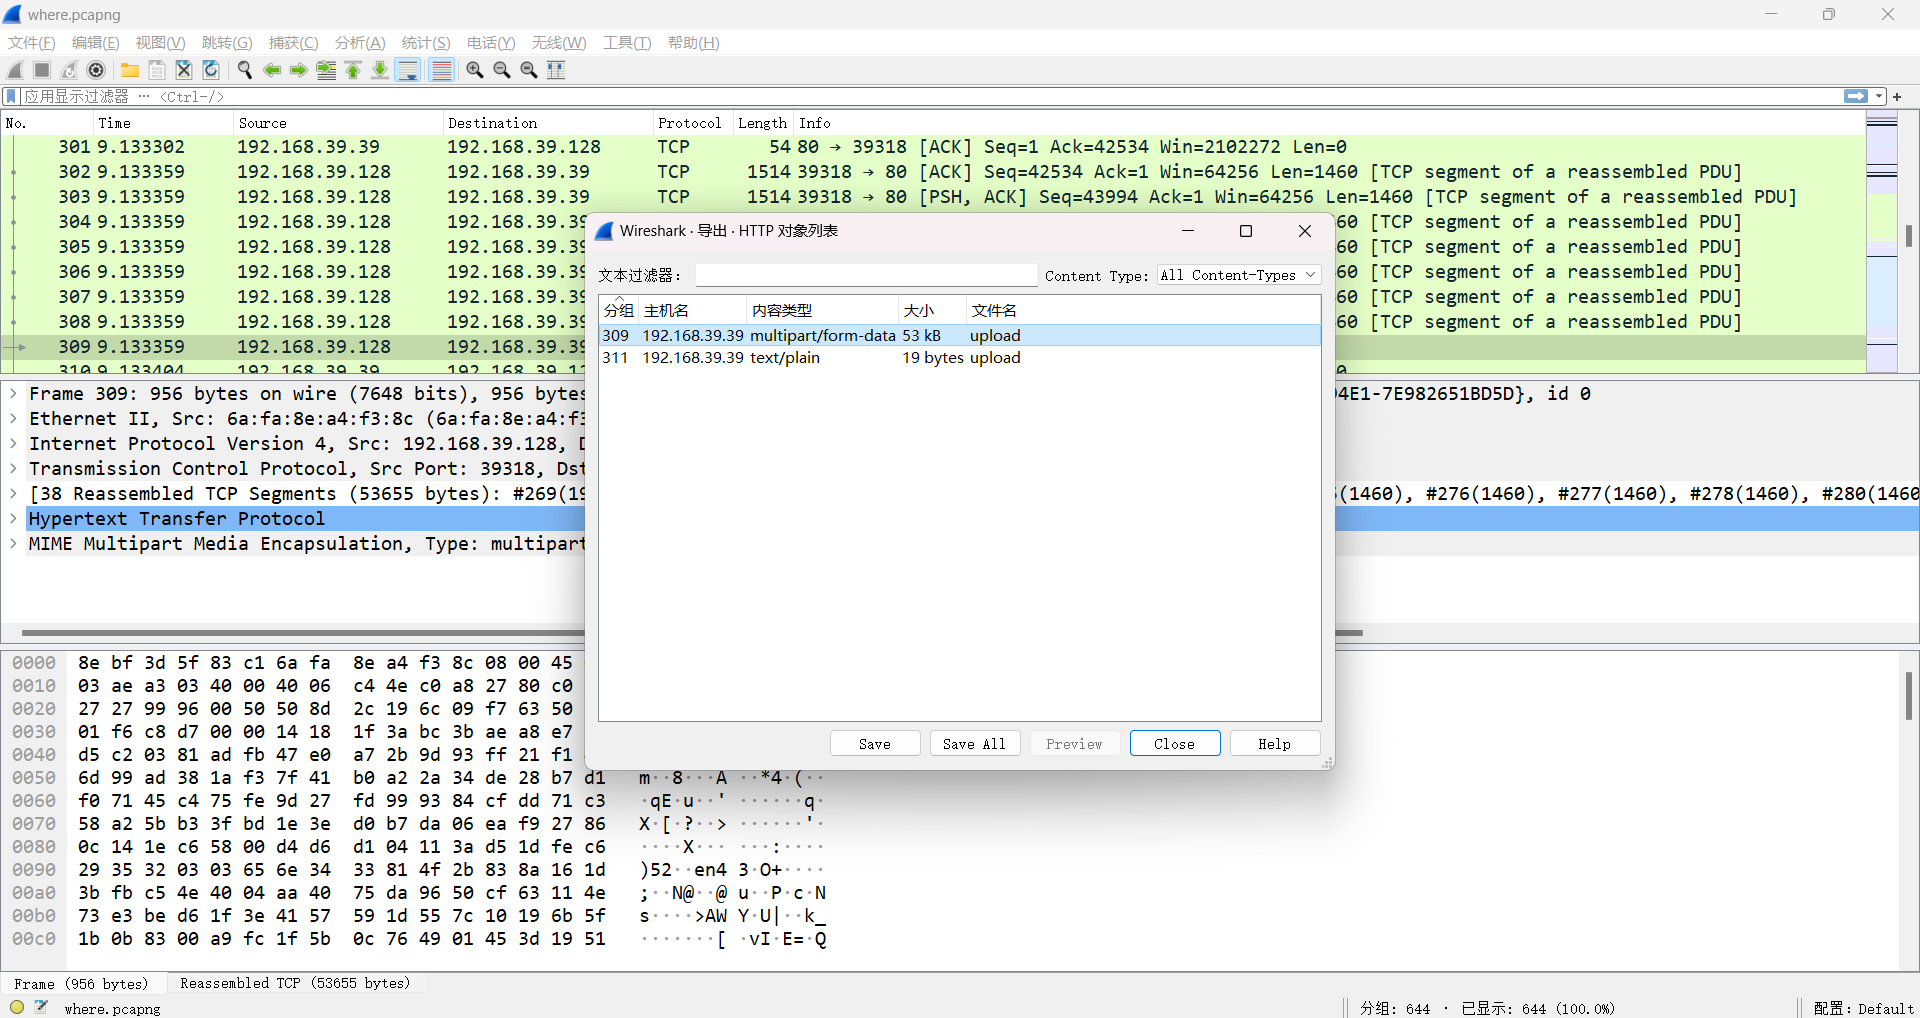 where.pcapng
文件(F) 编辑(E) 视图(V) 跳转(G) 捕获(C) 分析(A) 统计(S) 电话(Y) 无线(W) 工具(T) 帮助(H)
应用显示过滤器 … <Ctrl-/>
No. Time Source Destination Protocol Length Info
301 9.133302 192.168.39.39 192.168.39.128 TCP 54 80 → 39318 [ACK] Seq=1 Ack=42534 Win=2102272 Len=0
302 9.133359 192.168.39.128 192.168.39.39 TCP 1514 39318 → 80 [ACK] Seq=42534 Ack=1 Win=64256 Len=1460 [TCP segment of a reassembled PDU]
303 9.133359 192.168.39.128 192.168.39.39 TCP 1514 39318 → 80 [PSH, ACK] Seq=43994 Ack=1 Win=64256 Len=1460 [TCP segment of a reassembled PDU]
304 9.133359 192.168.39.128 192.168.39 60 [TCP segment of a reassembled PDU]
305 9.133359 192.168.39.128 192.168.39 60 [TCP segment of a reassembled PDU]
306 9.133359 192.168.39.128 192.168.39 60 [TCP segment of a reassembled PDU]
307 9.133359 192.168.39.128 192.168.39 60 [TCP segment of a reassembled PDU]
308 9.133359 192.168.39.128 192.168.39 60 [TCP segment of a reassembled PDU]
309 9.133359 192.168.39.128 192.168.39
310 9.133404 192.168.39.39 192.168.39.12
Wireshark · 导出 · HTTP 对象列表
文本过滤器: Content Type: All Content-Types
分组 主机名 内容类型 大小 文件名
309 192.168.39.39 multipart/form-data 53 kB upload
311 192.168.39.39 text/plain 19 bytes upload
Save Save All Preview Close Help
Frame 309: 956 bytes on wire (7648 bits), 956 bytes 4E1-7E982651BD5D}, id 0
Ethernet II, Src: 6a:fa:8e:a4:f3:8c (6a:fa:8e:a4:f3
Internet Protocol Version 4, Src: 192.168.39.128, D
Transmission Control Protocol, Src Port: 39318, Dst
[38 Reassembled TCP Segments (53655 bytes): #269(19 (1460), #276(1460), #277(1460), #278(1460), #280(1460
Hypertext Transfer Protocol
MIME Multipart Media Encapsulation, Type: multipart
0000 8e bf 3d 5f 83 c1 6a fa 8e a4 f3 8c 08 00 45
0010 03 ae a3 03 40 00 40 06 c4 4e c0 a8 27 80 c0
0020 27 27 99 96 00 50 50 8d 2c 19 6c 09 f7 63 50
0030 01 f6 c8 d7 00 00 14 18 1f 3a bc 3b ae a8 e7
0040 d5 c2 03 81 ad fb 47 e0 a7 2b 9d 93 ff 21 f1
0050 6d 99 ad 38 1a f3 7f 41 b0 a2 2a 34 de 28 b7 d1 m··8···A ··*4·(··
0060 f0 71 45 c4 75 fe 9d 27 fd 99 93 84 cf dd 71 c3 ·qE·u··' ······q·
0070 58 a2 5b b3 3f bd 1e 3e d0 b7 da 06 ea f9 27 86 X·[·?··> ······'·
0080 0c 14 1e c6 58 00 d4 d6 d1 04 11 3a d5 1d fe c6 ····X··· ···:····
0090 29 35 32 03 03 65 6e 34 33 81 4f 2b 83 8a 16 1d )52··en4 3·O+····
00a0 3b fb c5 4e 40 04 aa 40 75 da 96 50 cf 63 11 4e ;··N@··@ u··P·c·N
00b0 73 e3 be d6 1f 3e 41 57 59 1d 55 7c 10 19 6b 5f s····>AW Y·U|··k_
00c0 1b 0b 83 00 a9 fc 1f 5b 0c 76 49 01 45 3d 19 51 ·······[ ·vI·E=·Q
Frame (956 bytes) Reassembled TCP (53655 bytes)
where.pcapng 分组: 644 · 已显示: 644 (100.0%) 配置: Default